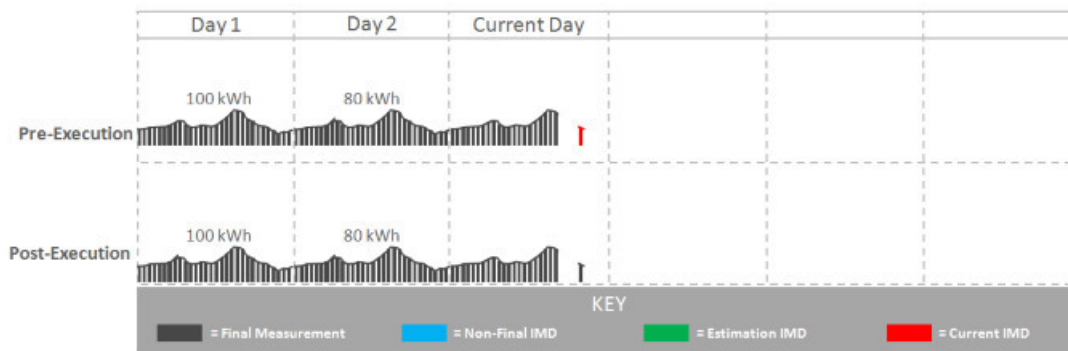 Day 1 Day 2 Current Day
100 kWh 80 kWh
Pre-Execution
100 kWh 80 kWh
Post-Execution
KEY
= Final Measurement = Non-Final IMD = Estimation IMD = Current IMD